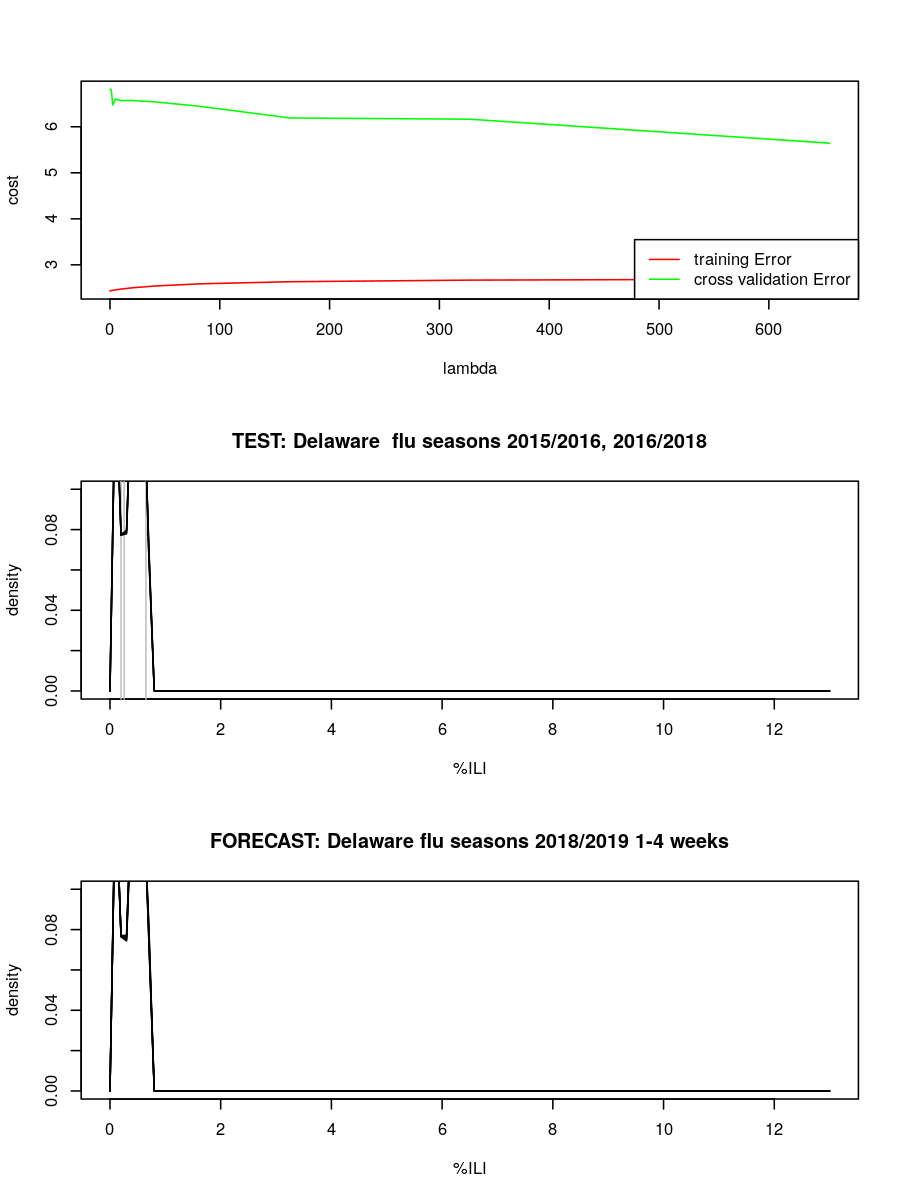 6
5
4
3
cost
training Error
cross validation Error
0 100 200 300 400 500 600
lambda
TEST: Delaware  flu seasons 2015/2016, 2016/2018
0.08
0.04
0.00
density
0 2 4 6 8 10 12
%ILI
FORECAST: Delaware flu seasons 2018/2019 1-4 weeks
0.08
0.04
0.00
density
0 2 4 6 8 10 12
%ILI